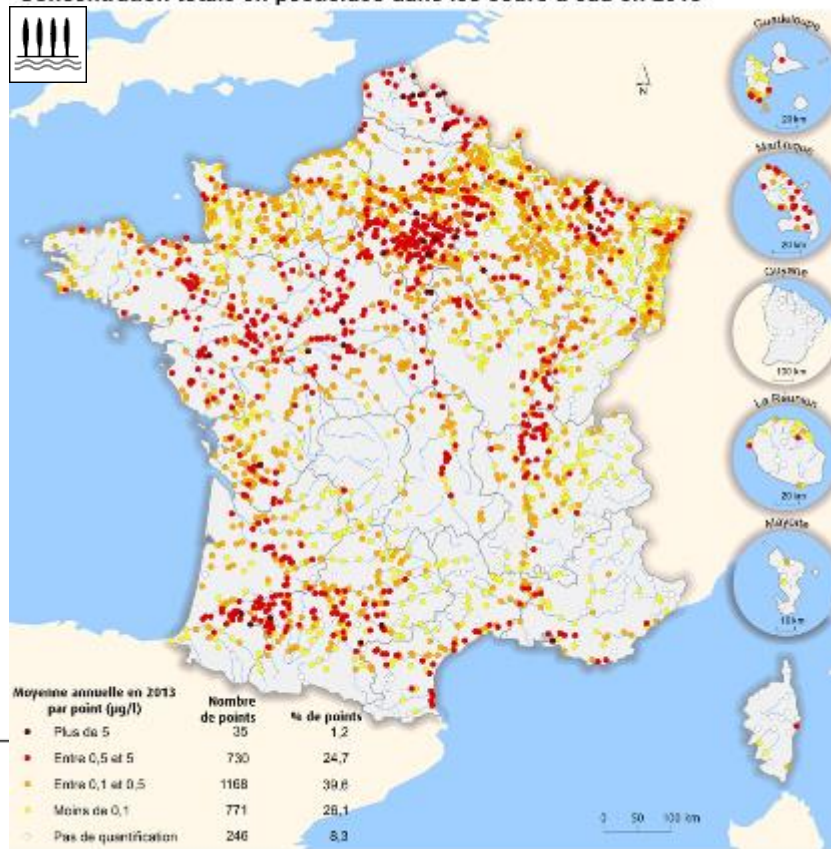 Concentration totale en pesticides dans les cours d'eau en 2013
Guadeloupe
20 km
Martinique
20 km
Guyane
100 km
La Réunion
20 km
Mayotte
10 km
N
Moyenne annuelle en 2013
par point (µg/l)
Nombre
de points
% de points
Plus de 5 35 1,2
Entre 0,5 et 5 730 24,7
Entre 0,1 et 0,5 1168 39,6
Moins de 0,1 771 26,1
Pas de quantification 246 8,3
0 50 100 km